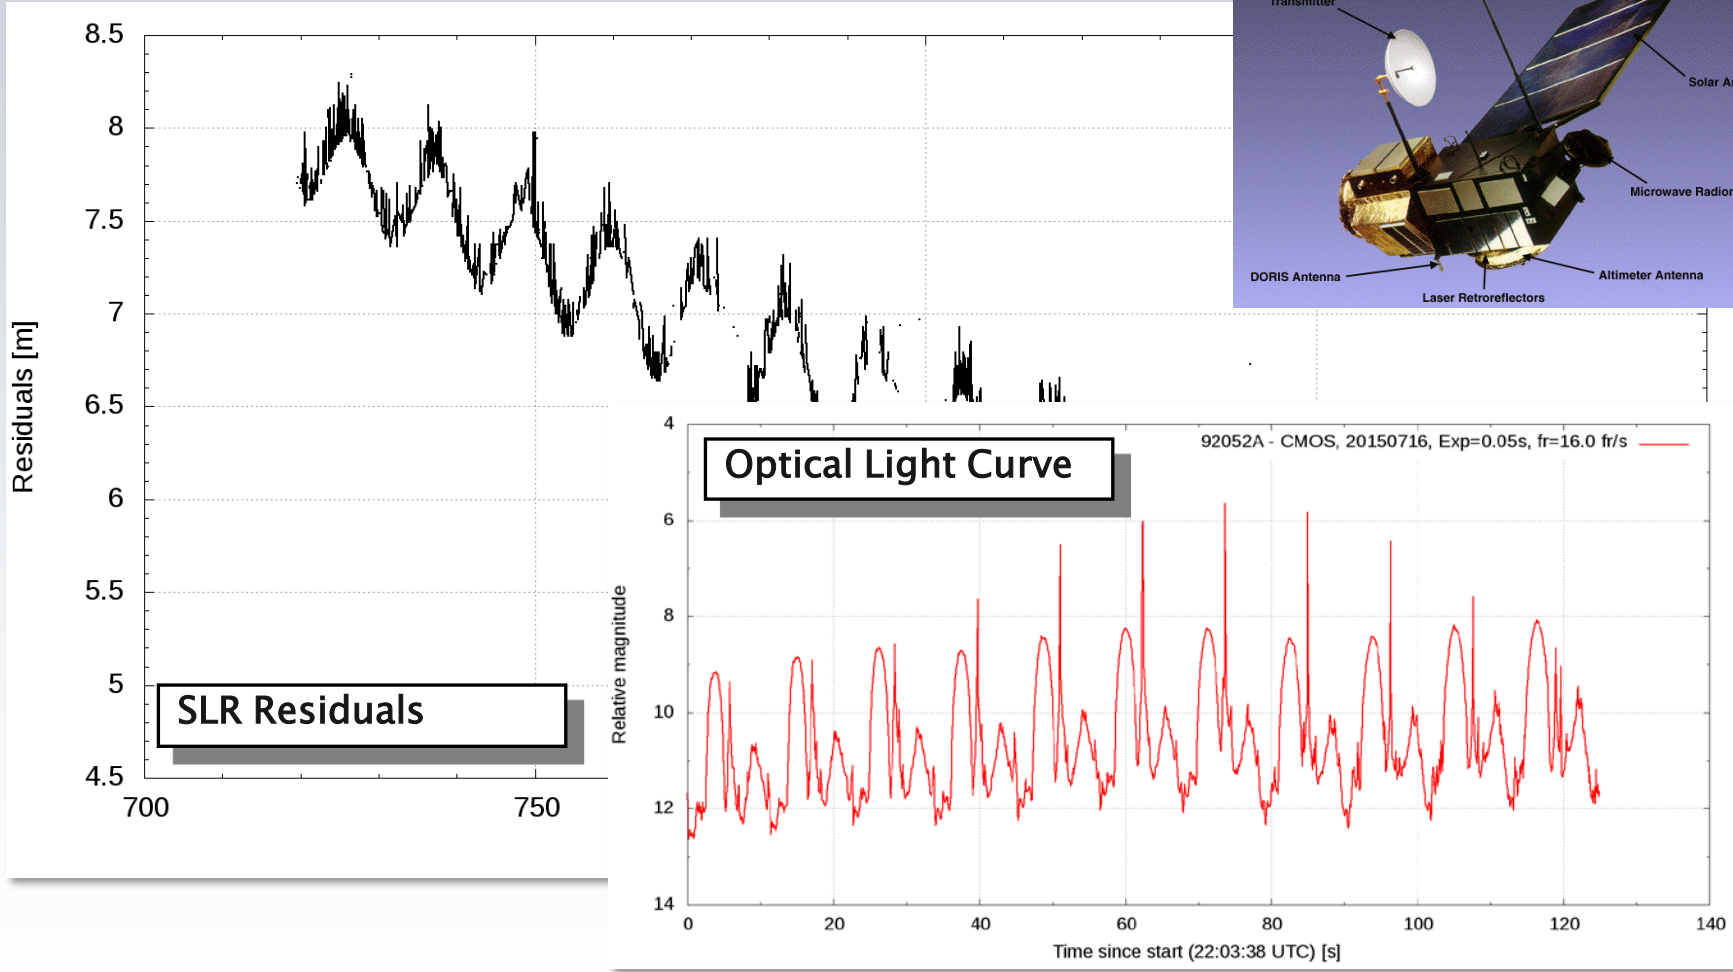 8.5
8
7.5
7
6.5
6
5.5
5
4.5
Residuals [m]
700
750
SLR Residuals
Transmitter
Solar
Microwave
DORIS Antenna
Altimeter Antenna
Laser Retroreflectors
Optical Light Curve
92052A - CMOS, 20150716, Exp=0.05s, fr=16.0 fr/s
4
6
8
10
12
14
Relative magnitude
0
20
40
60
80
100
120
140
Time since start (22:03:38 UTC) [s]